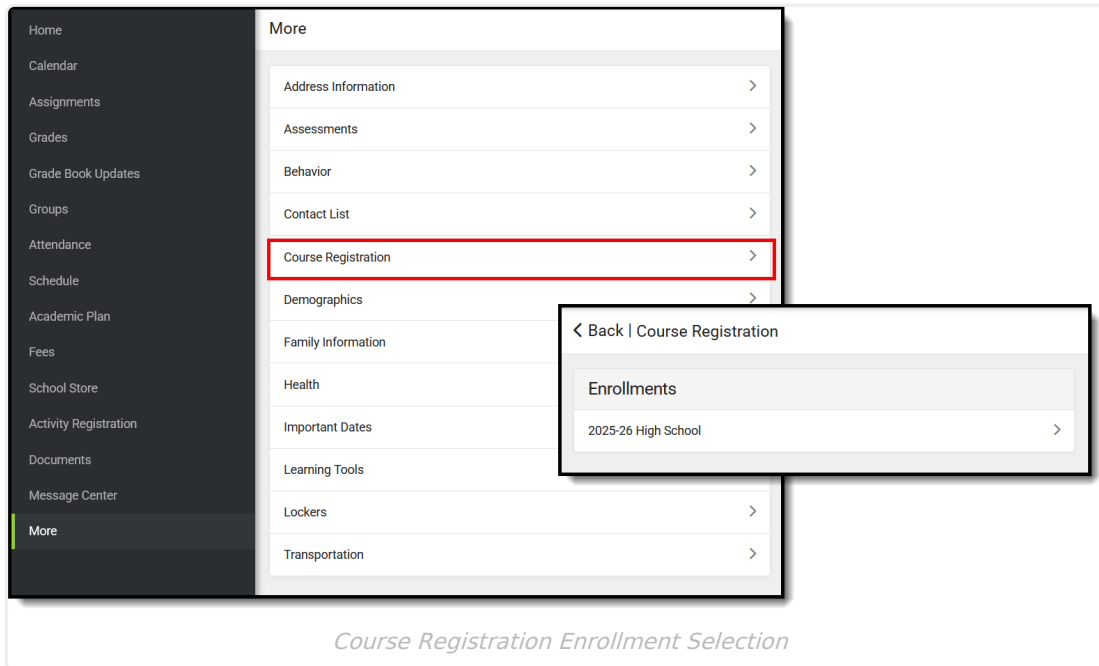 Home
Calendar
Assignments
Grades
Grade Book Updates
Groups
Attendance
Schedule
Academic Plan
Fees
School Store
Activity Registration
Documents
Message Center
More
More
Address Information
Assessments
Behavior
Contact List
Course Registration
Demographics
Family Information
Health
Important Dates
Learning Tools
Lockers
Transportation
Back | Course Registration
Enrollments
2025-26 High School
Course Registration Enrollment Selection